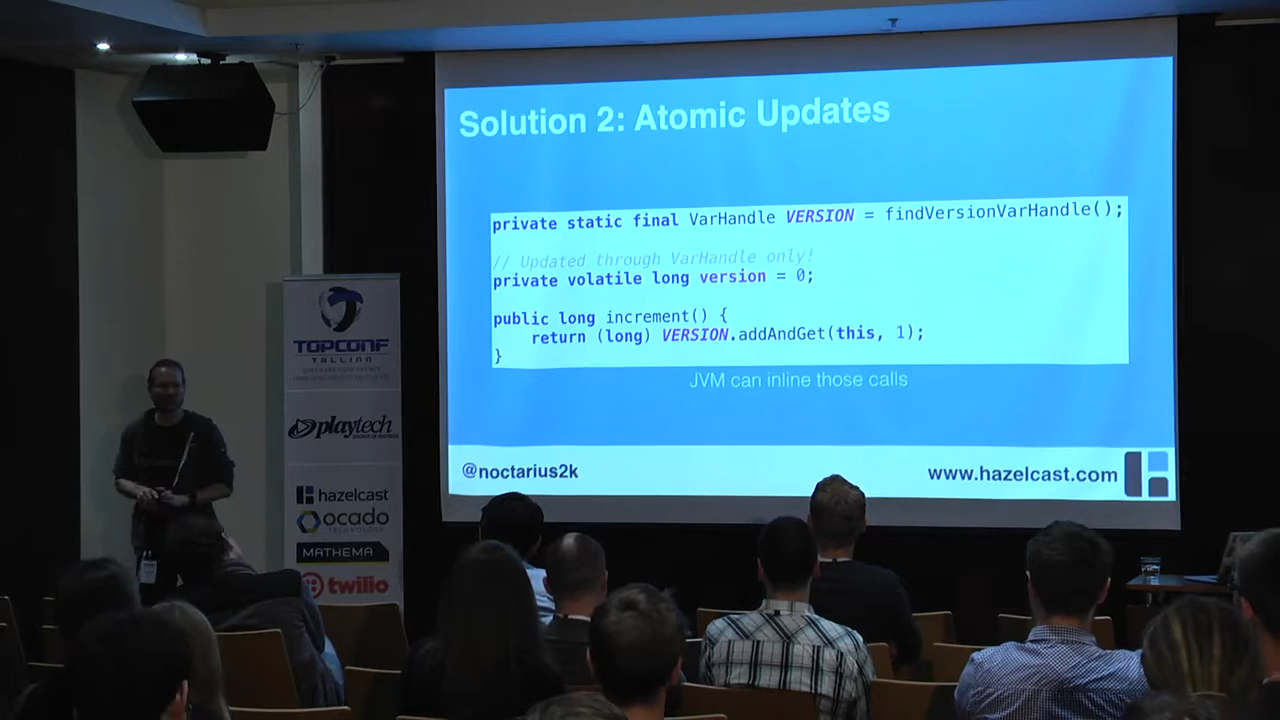 Solution 2: Atomic Updates
private static final VarHandle VERSION = findVersionVarHandle();
// Updated through VarHandle only!
private volatile long version = 0;
public long increment() {
return (long) VERSION.addAndGet(this, 1);
}
JVM can inline those calls
@noctarius2k
www.hazelcast.com
TOPCONF
TALLINN
playtech
hazelcast
ocado
TECHNOLOGY
MATHEMA
twilio